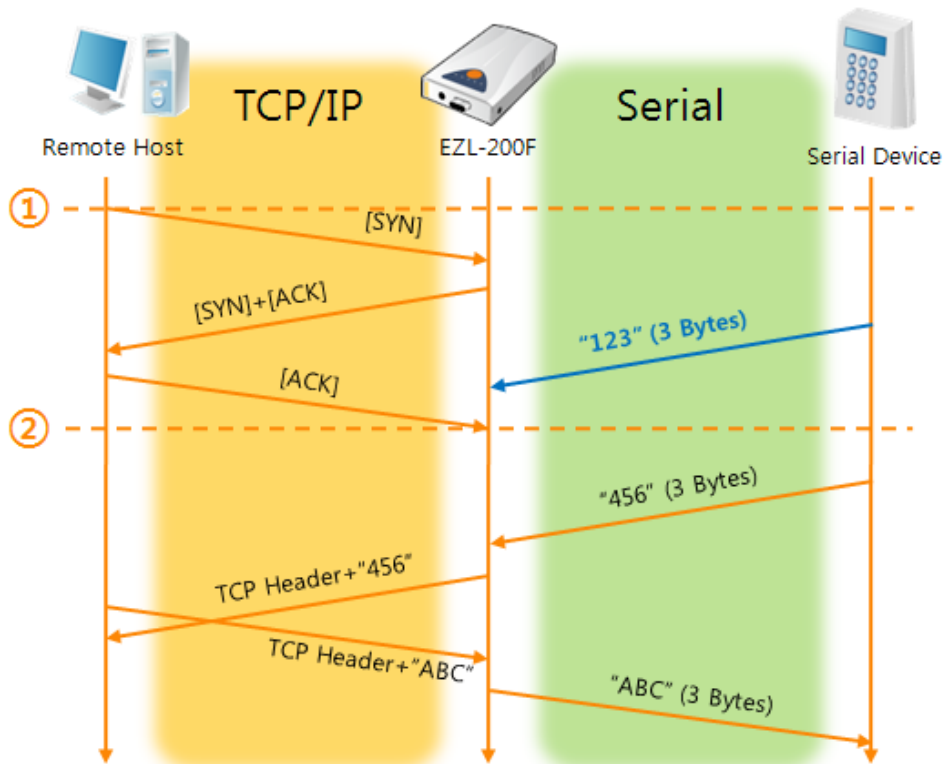 TCP/IP
Serial
Remote Host
EZL-200F
Serial Device
①
[SYN]
[SYN]+[ACK]
“123” (3 Bytes)
[ACK]
②
“456” (3 Bytes)
TCP Header+“456”
TCP Header+“ABC”
“ABC” (3 Bytes)